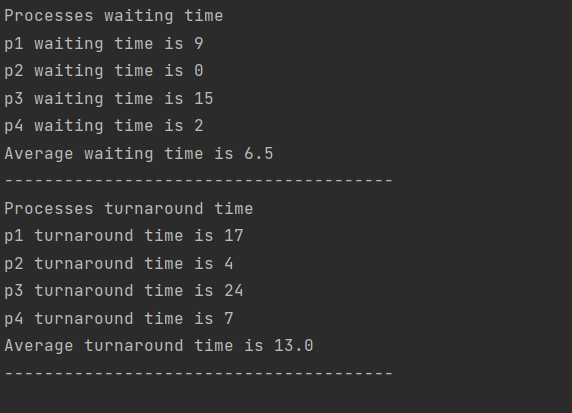 Processes waiting time
p1 waiting time is 9
p2 waiting time is 0
p3 waiting time is 15
p4 waiting time is 2
Average waiting time is 6.5
---------------------------------------
Processes turnaround time
p1 turnaround time is 17
p2 turnaround time is 4
p3 turnaround time is 24
p4 turnaround time is 7
Average turnaround time is 13.0
---------------------------------------